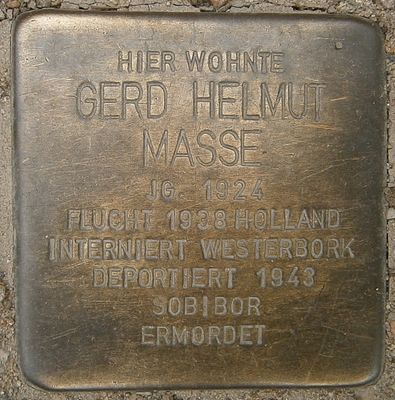 HIER WOHNTE
GERD HELMUT
MASSE
JG. 1924
FLUCHT 1938 HOLLAND
INTERNIERT WESTERBORK
DEPORTIERT 1943
SOBIBOR
ERMORDET